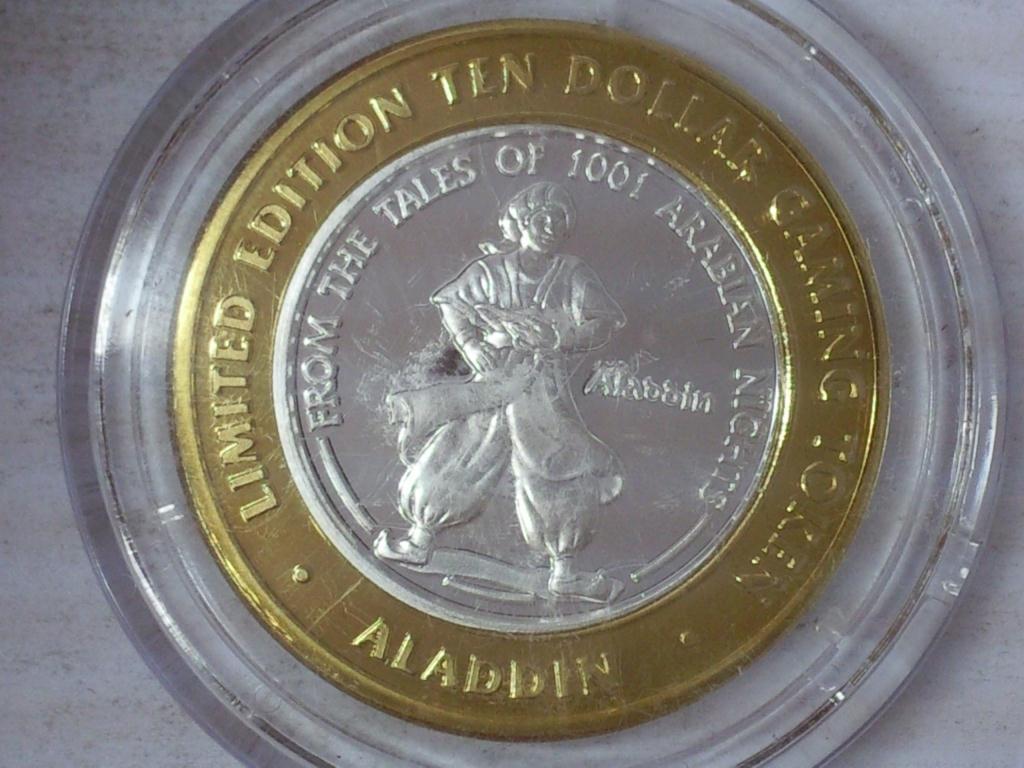 LIMITED EDITION TEN DOLLAR GAMING TOKEN
• ALADDIN •
FROM THE TALES OF 1001 ARABIAN NIGHTS
Aladdin